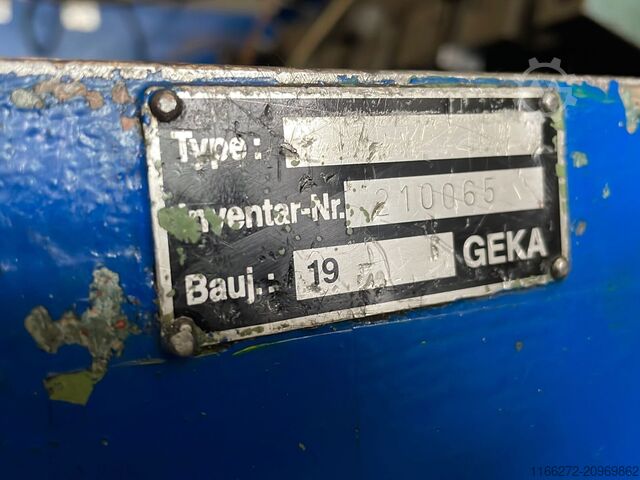 Type:
Inventar-Nr. 210065
Bauj.: 19 GEKA
1166272-20969862